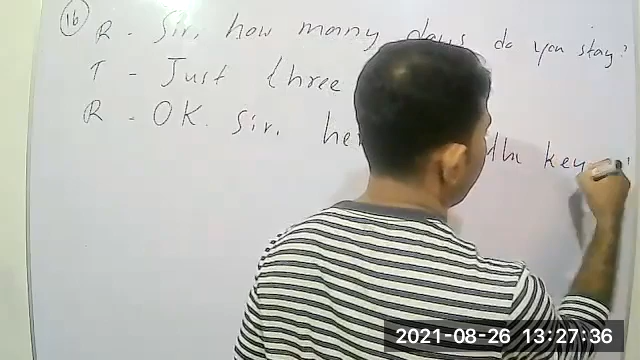 16 R - Sir, how many days do you stay?
T - Just three
R - OK. Sir. the key
2021-08-26 13:27:36